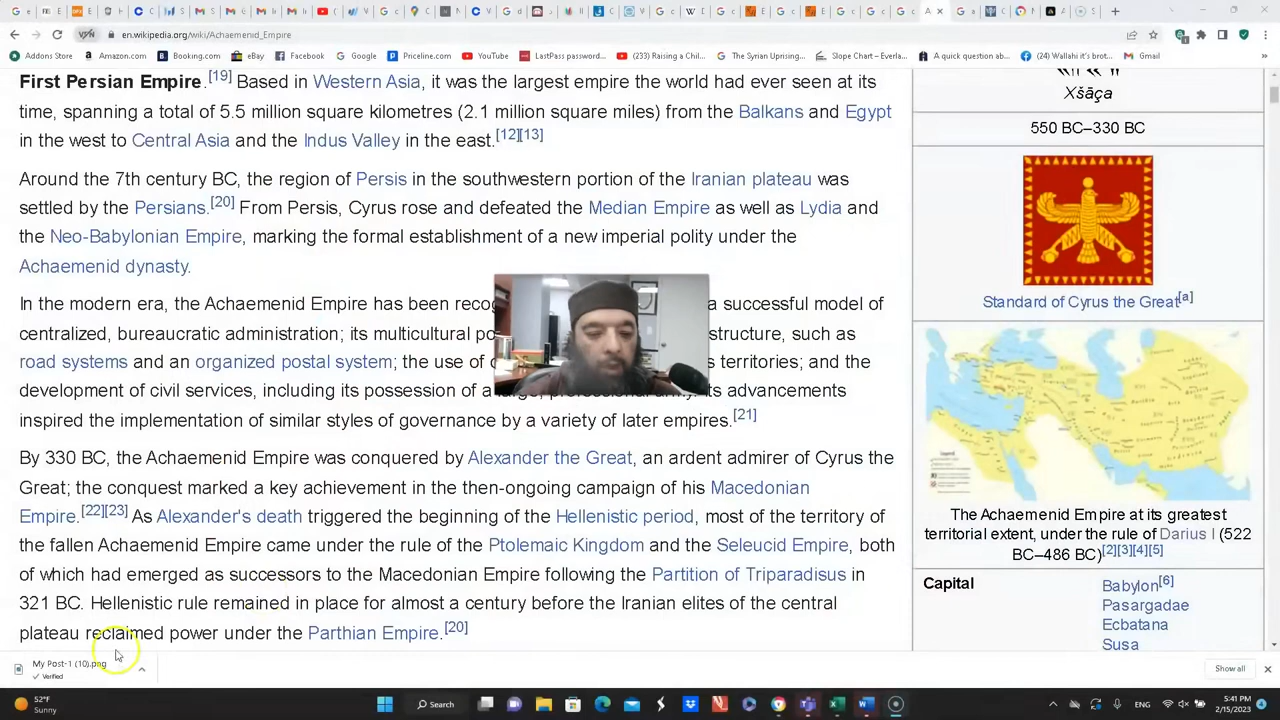 en.wikipedia.org/wiki/Achaemenid_Empire
Addons Store
Amazon.com
Booking.com
eBay
Facebook
Google
Priceline.com
YouTube
LastPass password...
(233) Raising a Chil...
The Syrian Uprising...
Slope Chart – Everla...
A quick question ab...
(24) Wallahi it's bout...
Gmail
First Persian Empire.[19] Based in Western Asia, it was the largest empire the world had ever seen at its
time, spanning a total of 5.5 million square kilometres (2.1 million square miles) from the Balkans and Egypt
in the west to Central Asia and the Indus Valley in the east.[12][13]
Around the 7th century BC, the region of Persis in the southwestern portion of the Iranian plateau was
settled by the Persians.[20] From Persis, Cyrus rose and defeated the Median Empire as well as Lydia and
the Neo-Babylonian Empire, marking the formal establishment of a new imperial polity under the
Achaemenid dynasty.
In the modern era, the Achaemenid Empire has been a successful model of
centralized, bureaucratic administration; its multicultural structure, such as
road systems and an organized postal system; the use of territories; and the
development of civil services, including its possession of a advancements
inspired the implementation of similar styles of governance by a variety of later empires.[21]
By 330 BC, the Achaemenid Empire was conquered by Alexander the Great, an ardent admirer of Cyrus the
Great; the conquest marked a key achievement in the then-ongoing campaign of his Macedonian
Empire.[22][23] As Alexander's death triggered the beginning of the Hellenistic period, most of the territory of
the fallen Achaemenid Empire came under the rule of the Ptolemaic Kingdom and the Seleucid Empire, both
of which had emerged as successors to the Macedonian Empire following the Partition of Triparadisus in
321 BC. Hellenistic rule remained in place for almost a century before the Iranian elites of the central
plateau reclaimed power under the Parthian Empire.[20]
Xšāça
550 BC–330 BC
Standard of Cyrus the Great[a]
The Achaemenid Empire at its greatest
territorial extent, under the rule of Darius I (522
BC–486 BC)[2][3][4][5]
Capital
Babylon[6]
Pasargadae
Ecbatana
Susa
My Post-1 (10).png
Verified
Show all
52°F
Sunny
Search
ENG
5:41 PM
2/15/2023